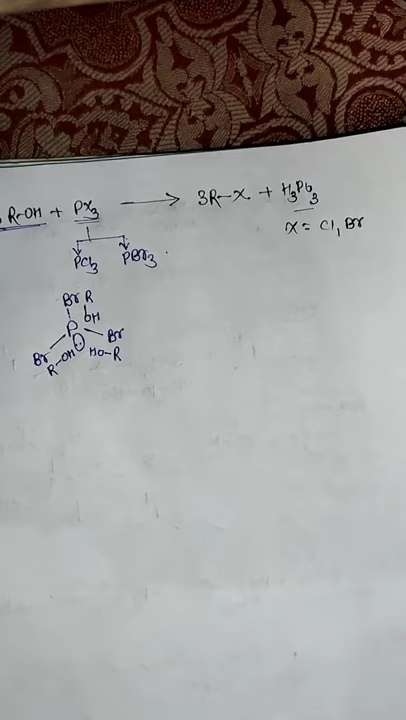 R-OH + PX3 → 3R-X + H3PO3
X = Cl, Br
PCl3 PBr3
Br R
OH
P
Br
Br OH HO-R
R